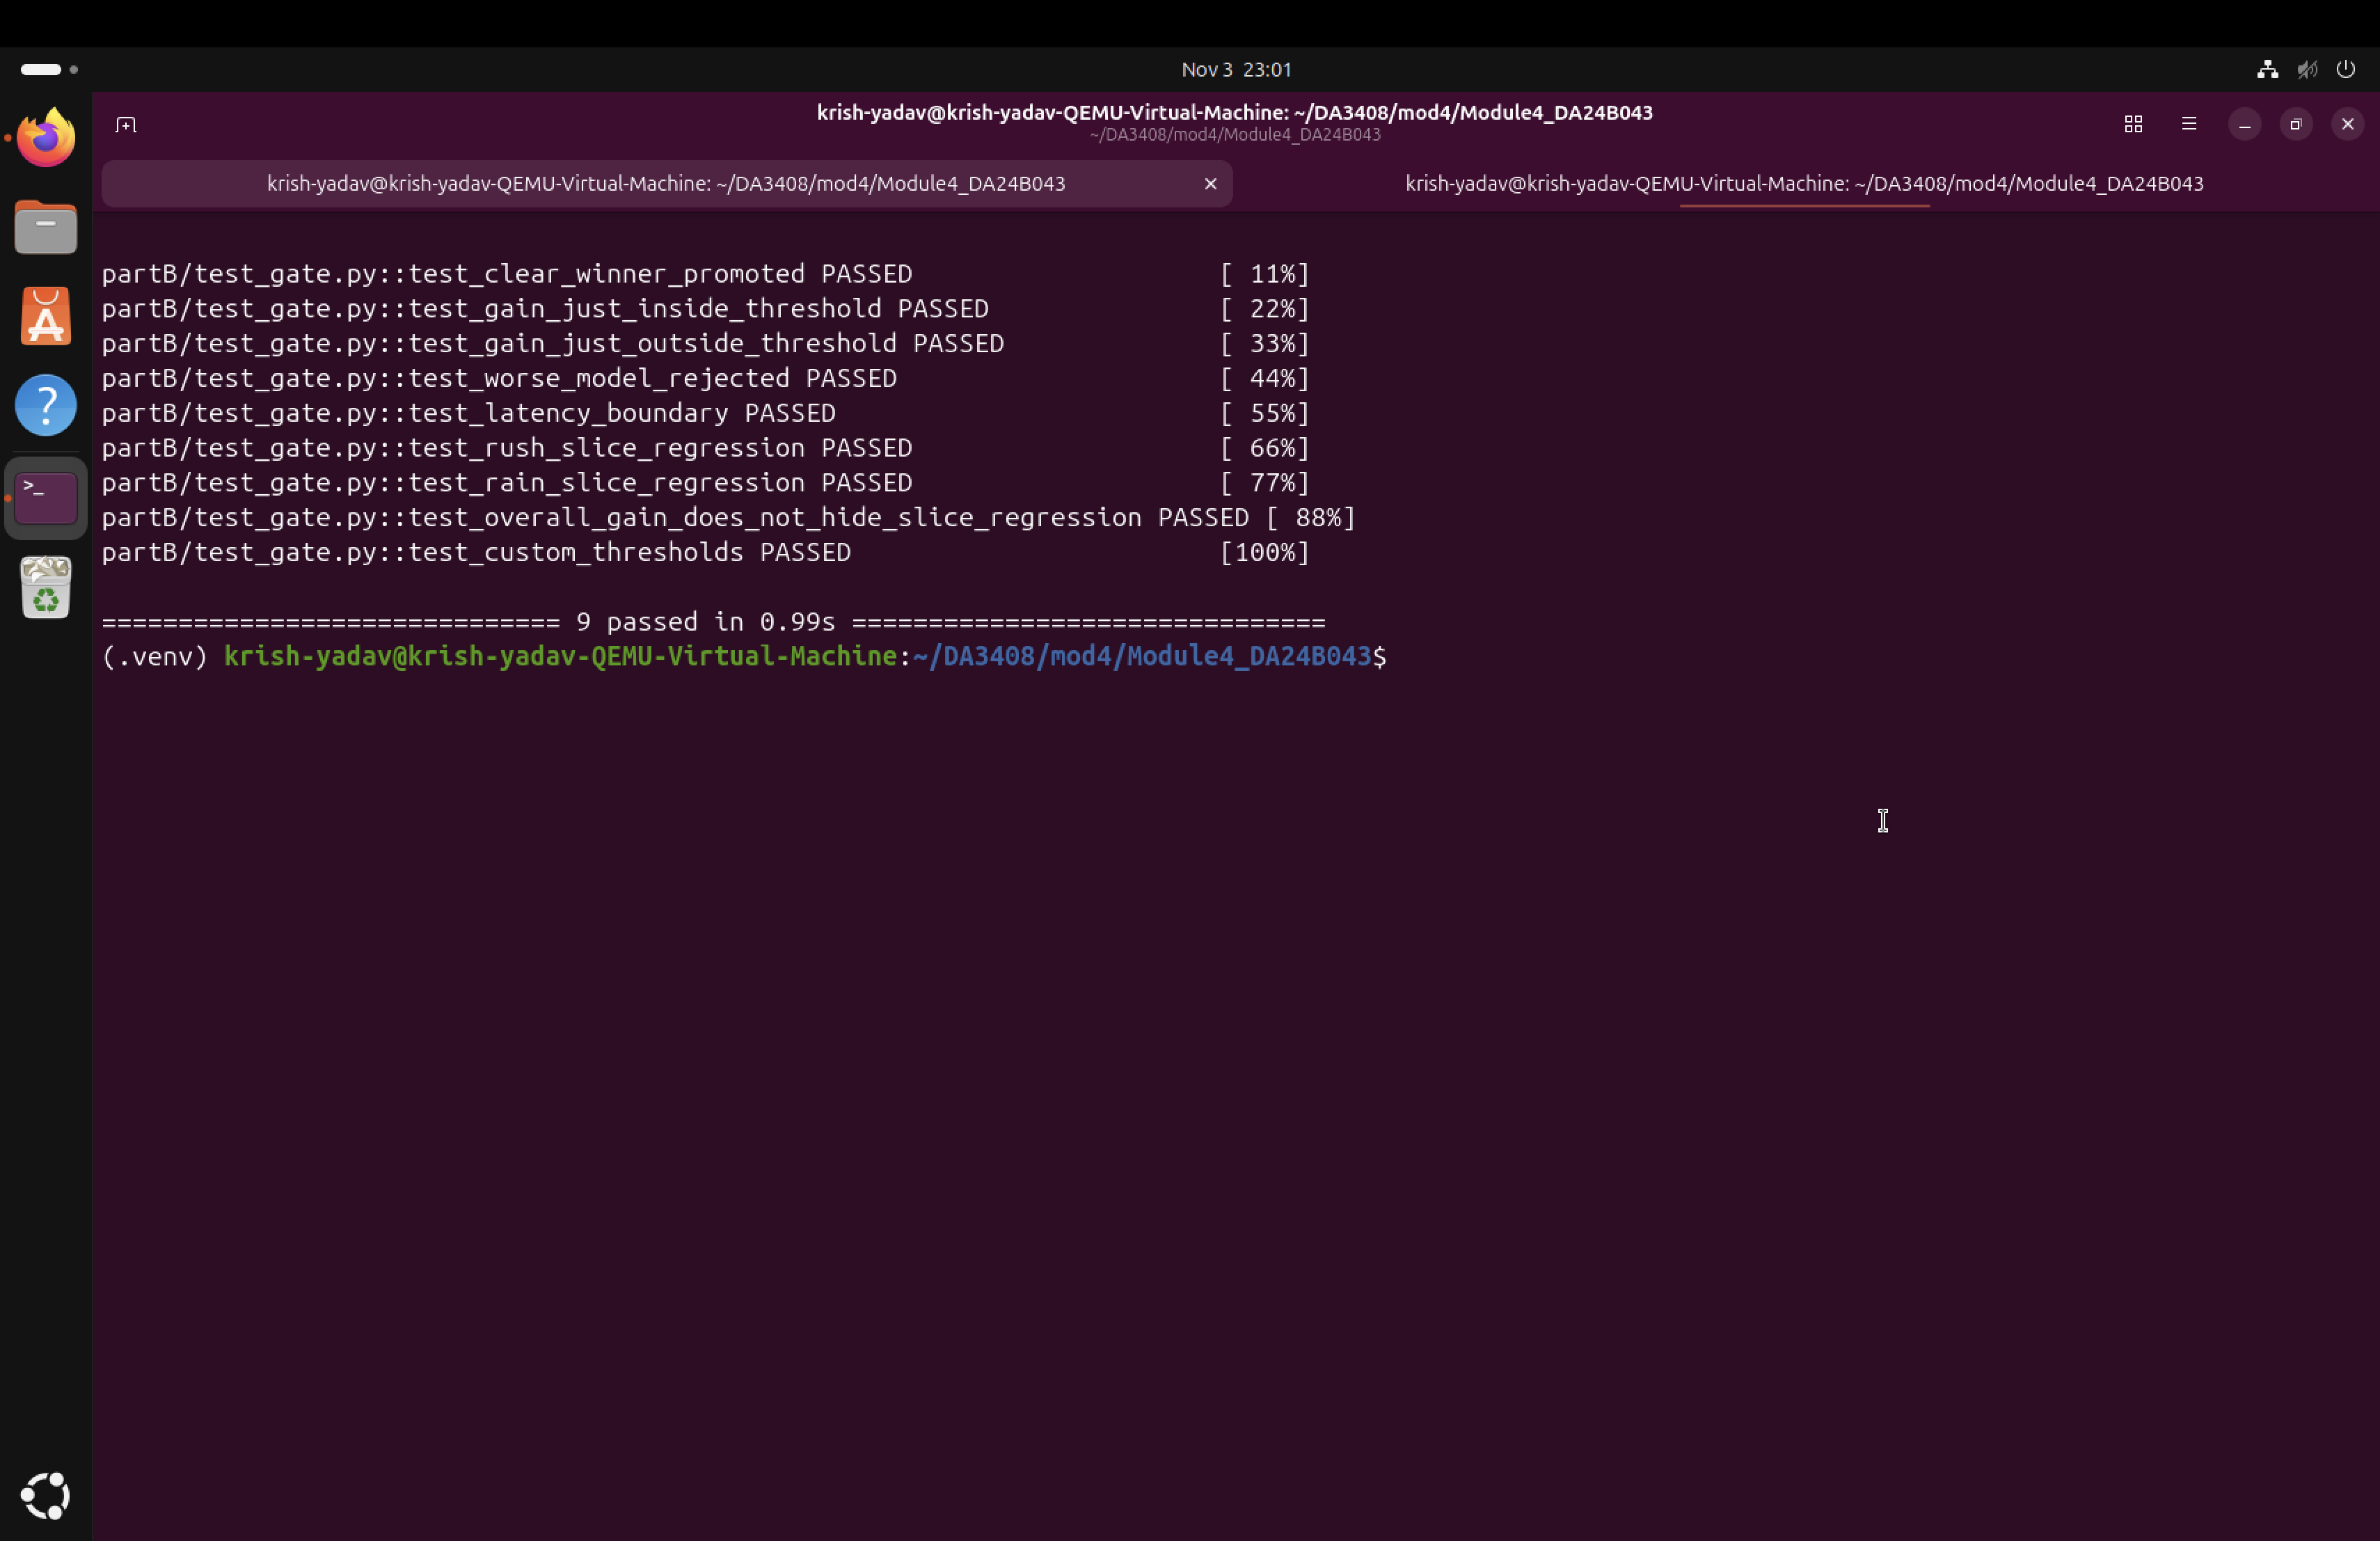 Nov 3 23:01
krish-yadav@krish-yadav-QEMU-Virtual-Machine: ~/DA3408/mod4/Module4_DA24B043
~/DA3408/mod4/Module4_DA24B043
krish-yadav@krish-yadav-QEMU-Virtual-Machine: ~/DA3408/mod4/Module4_DA24B043
krish-yadav@krish-yadav-QEMU-Virtual-Machine: ~/DA3408/mod4/Module4_DA24B043
partB/test_gate.py::test_clear_winner_promoted PASSED [ 11%]
partB/test_gate.py::test_gain_just_inside_threshold PASSED [ 22%]
partB/test_gate.py::test_gain_just_outside_threshold PASSED [ 33%]
partB/test_gate.py::test_worse_model_rejected PASSED [ 44%]
partB/test_gate.py::test_latency_boundary PASSED [ 55%]
partB/test_gate.py::test_rush_slice_regression PASSED [ 66%]
partB/test_gate.py::test_rain_slice_regression PASSED [ 77%]
partB/test_gate.py::test_overall_gain_does_not_hide_slice_regression PASSED [ 88%]
partB/test_gate.py::test_custom_thresholds PASSED [100%]
============================== 9 passed in 0.99s ===============================
(.venv) krish-yadav@krish-yadav-QEMU-Virtual-Machine:~/DA3408/mod4/Module4_DA24B043$